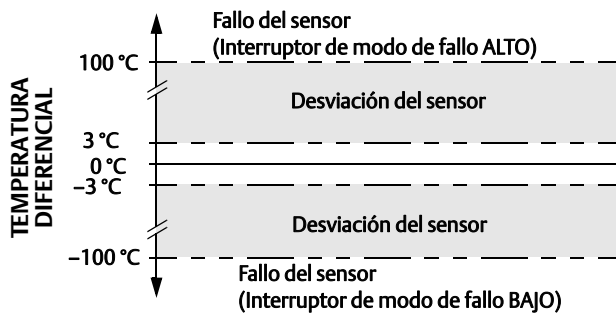 Fallo del sensor
(Interruptor de modo de fallo ALTO)
100 °C
Desviación del sensor
3 °C
0 °C
–3 °C
TEMPERATURA
DIFERENCIAL
Desviación del sensor
–100 °C
Fallo del sensor
(Interruptor de modo de fallo BAJO)